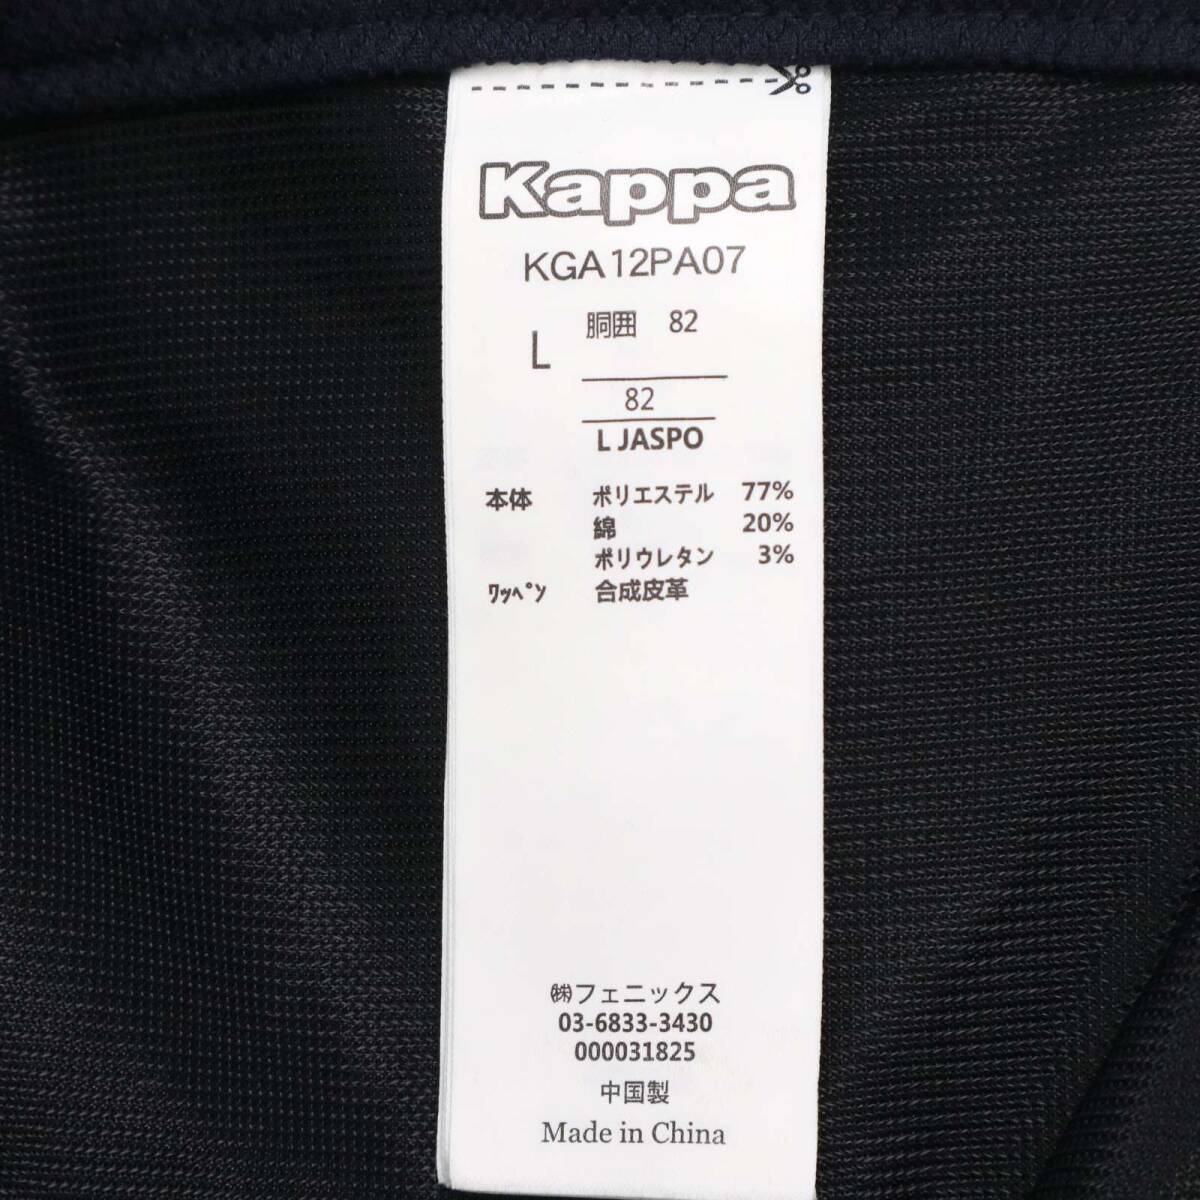 Kappa
KGA12PA07
L 胴囲 82
82
L JASPO
本体 ポリエステル 77%
綿 20%
ポリウレタン 3%
ﾜｯﾍﾟﾝ 合成皮革
㈱フェニックス
03-6833-3430
000031825
中国製
Made in China